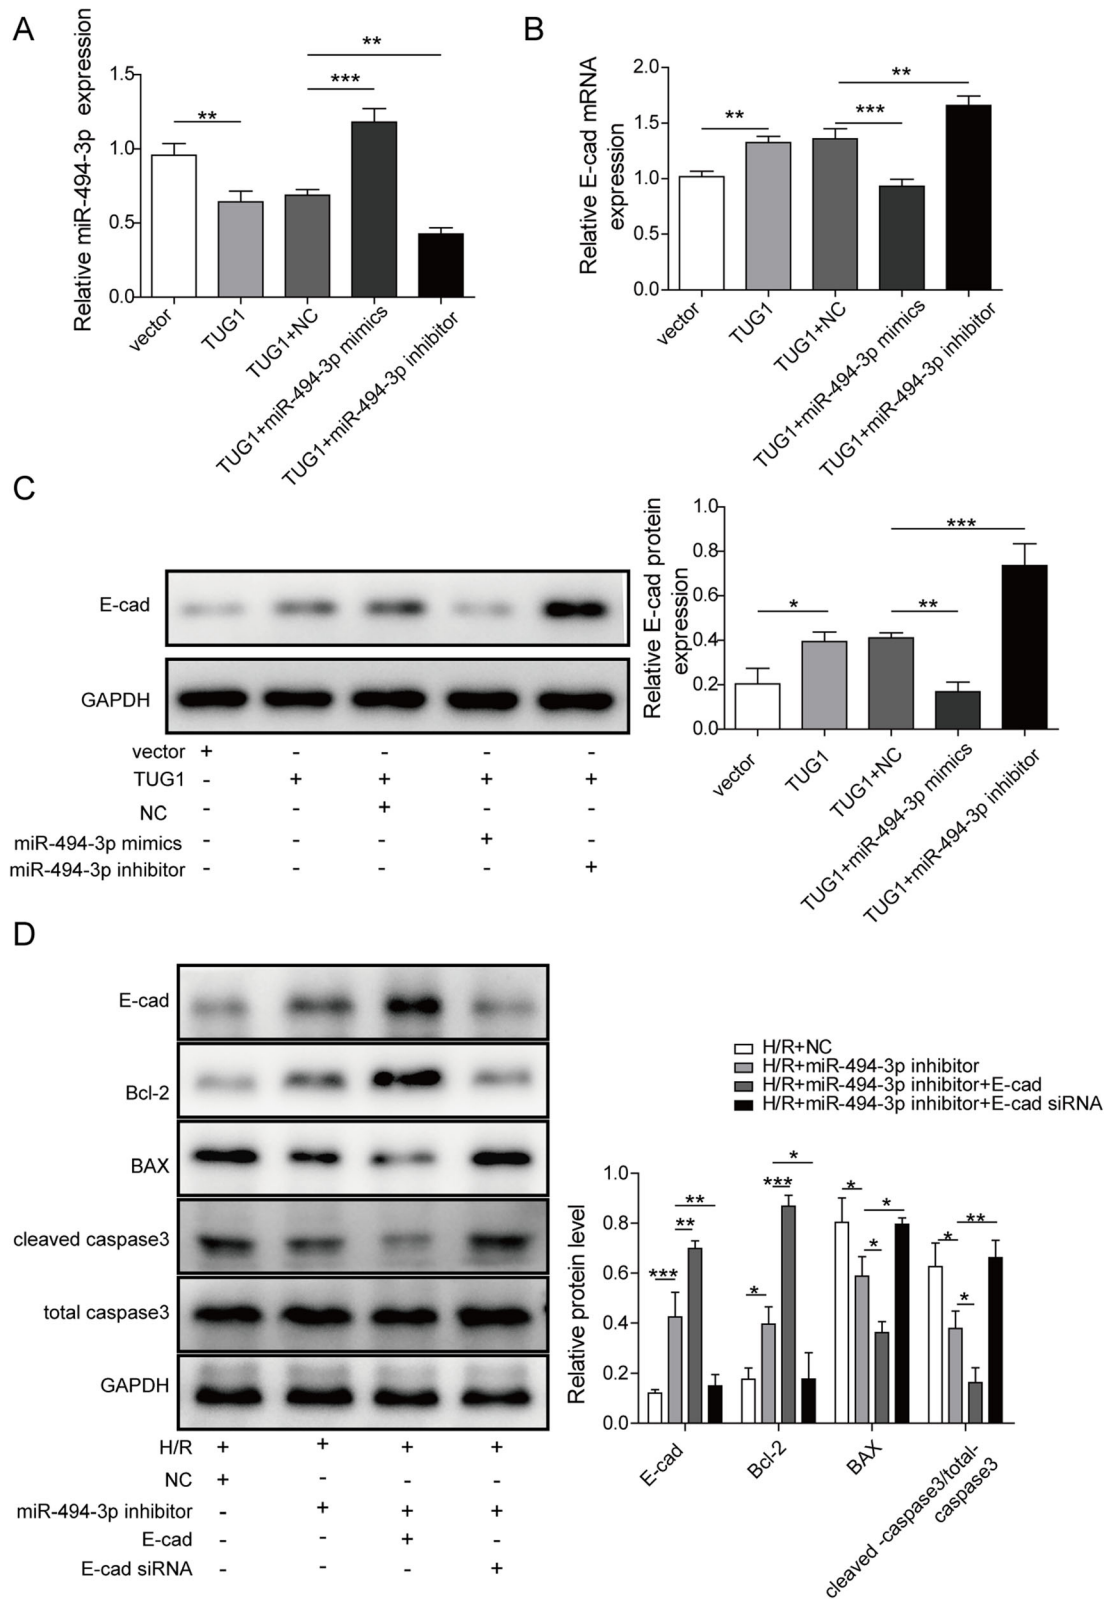 A
Relative miR-494-3p expression
1.5
1.0
0.5
0.0
**
***
**
vector
TUG1
TUG1+NC
TUG1+miR-494-3p mimics
TUG1+miR-494-3p inhibitor
B
Relative E-cad mRNA
expression
2.0
1.5
1.0
0.5
0.0
**
***
**
vector
TUG1
TUG1+NC
TUG1+miR-494-3p mimics
TUG1+miR-494-3p inhibitor
C
E-cad
GAPDH
vector + - - - -
TUG1 - + + + +
NC - - + - -
miR-494-3p mimics - - - + -
miR-494-3p inhibitor - - - - +
Relative E-cad protein
expression
1.0
0.8
0.6
0.4
0.2
0.0
*
**
***
vector
TUG1
TUG1+NC
TUG1+miR-494-3p mimics
TUG1+miR-494-3p inhibitor
D
E-cad
Bcl-2
BAX
cleaved caspase3
total caspase3
GAPDH
H/R + + + +
NC + - - -
miR-494-3p inhibitor - + + +
E-cad - - + -
E-cad siRNA - - - +
H/R+NC
H/R+miR-494-3p inhibitor
H/R+miR-494-3p inhibitor+E-cad
H/R+miR-494-3p inhibitor+E-cad siRNA
Relative protein level
1.0
0.8
0.6
0.4
0.2
0.0
***
**
**
*
***
*
*
*
*
*
*
**
E-cad
Bcl-2
BAX
cleaved -caspase3/total-
caspase3